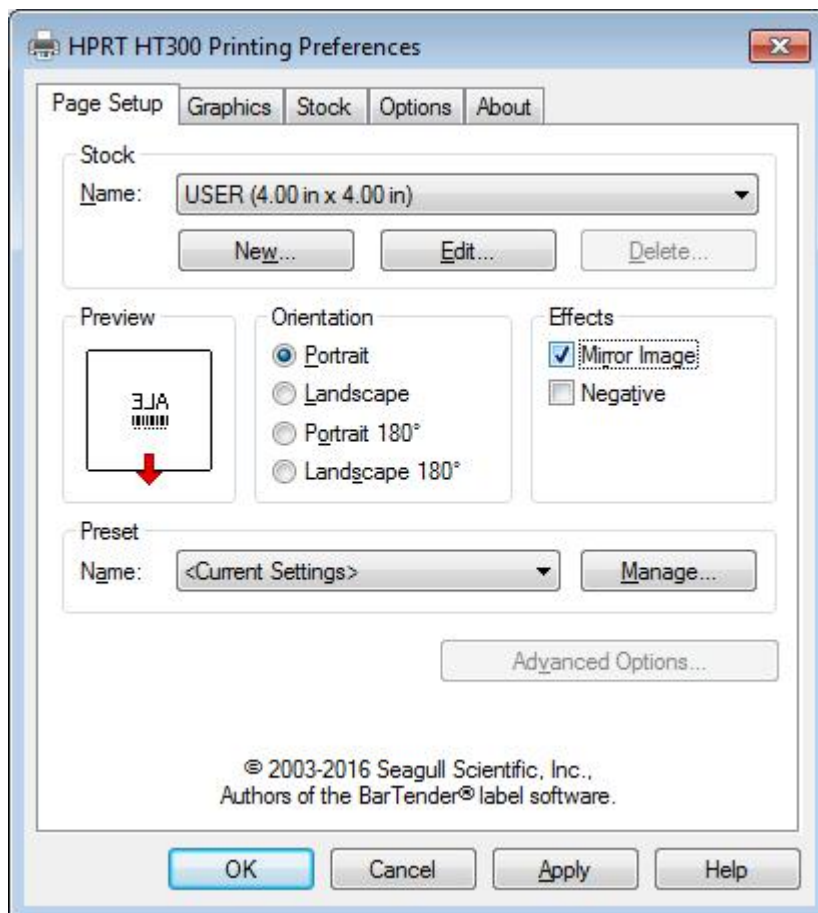 HPRT HT300 Printing Preferences
Page Setup Graphics Stock Options About
Stock
Name: USER (4.00 in x 4.00 in)
New... Edit... Delete...
Preview Orientation Effects
ALE
Portrait Mirror Image
Landscape Negative
Portrait 180°
Landscape 180°
Preset
Name: <Current Settings> Manage...
Advanced Options...
© 2003-2016 Seagull Scientific, Inc.,
Authors of the BarTender® label software.
OK Cancel Apply Help